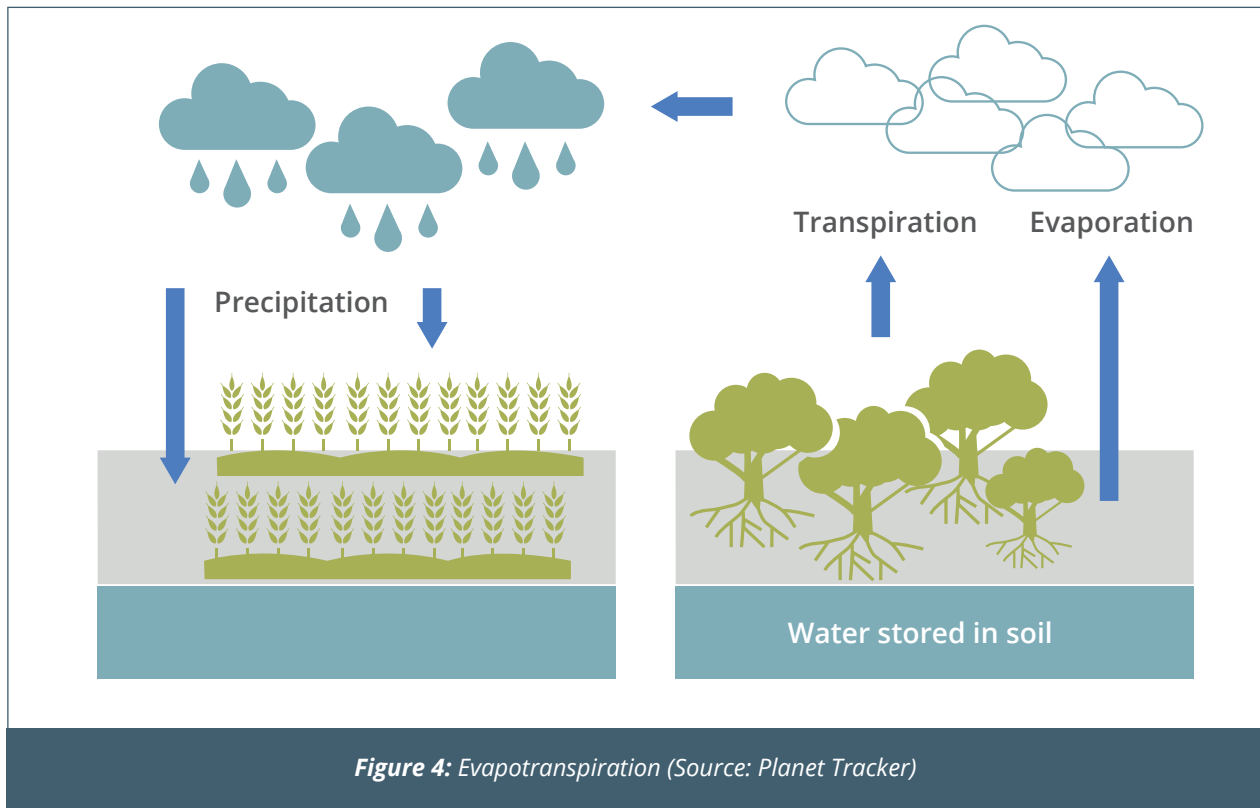 Transpiration
Evaporation
Precipitation
Water stored in soil
Figure 4: Evapotranspiration (Source: Planet Tracker)